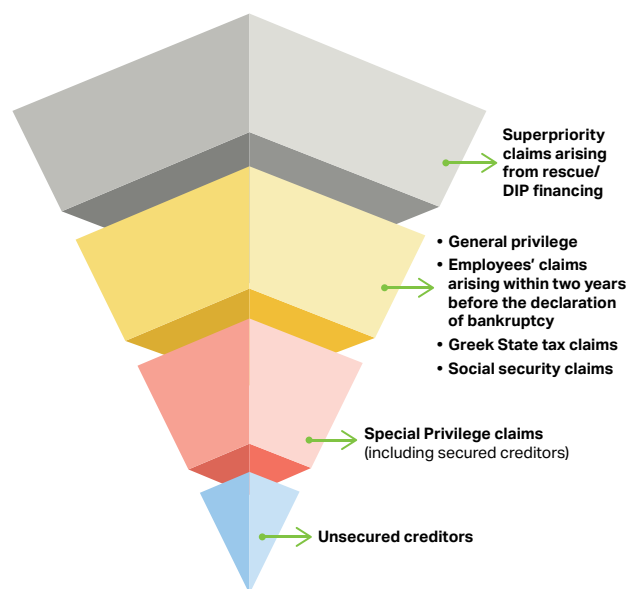 Superpriority
claims arising
from rescue/
DIP financing
• General privilege
• Employees’ claims
arising within two years
before the declaration
of bankruptcy
• Greek State tax claims
• Social security claims
Special Privilege claims
(including secured creditors)
Unsecured creditors